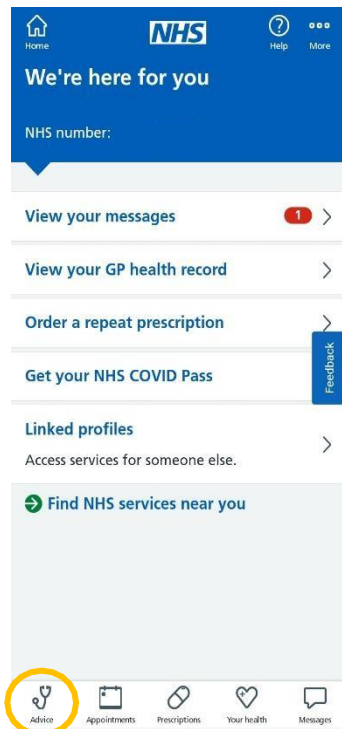 NHS
Home
Help
More
We're here for you
NHS number:
View your messages
1
View your GP health record
Order a repeat prescription
Feedback
Get your NHS COVID Pass
Linked profiles
Access services for someone else.
Find NHS services near you
Advice
Appointments
Prescriptions
Your health
Messages